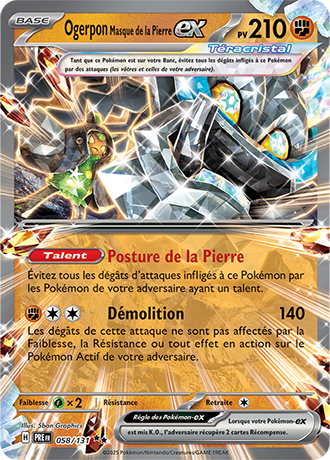 BASE
Ogerpon Masque de la Pierre ex PV 210
Téracristal
Tant que ce Pokémon est sur votre Banc, évitez tous les dégâts infligés à ce Pokémon
par des attaques (les vôtres et celles de votre adversaire).
Talent Posture de la Pierre
Évitez tous les dégâts d'attaques infligés à ce Pokémon par
les Pokémon de votre adversaire ayant un talent.
Démolition 140
Les dégâts de cette attaque ne sont pas affectés par la
Faiblesse, la Résistance ou tout effet en action sur le
Pokémon Actif de votre adversaire.
Faiblesse ×2 Résistance Retraite
Illus. 5ban Graphics
Règle des Pokémon-ex Lorsque votre Pokémon-ex
est mis K.O., l'adversaire récupère 2 cartes Récompense.
H PRE FR 058/131
©2025 Pokémon/Nintendo/Creatures/GAME FREAK